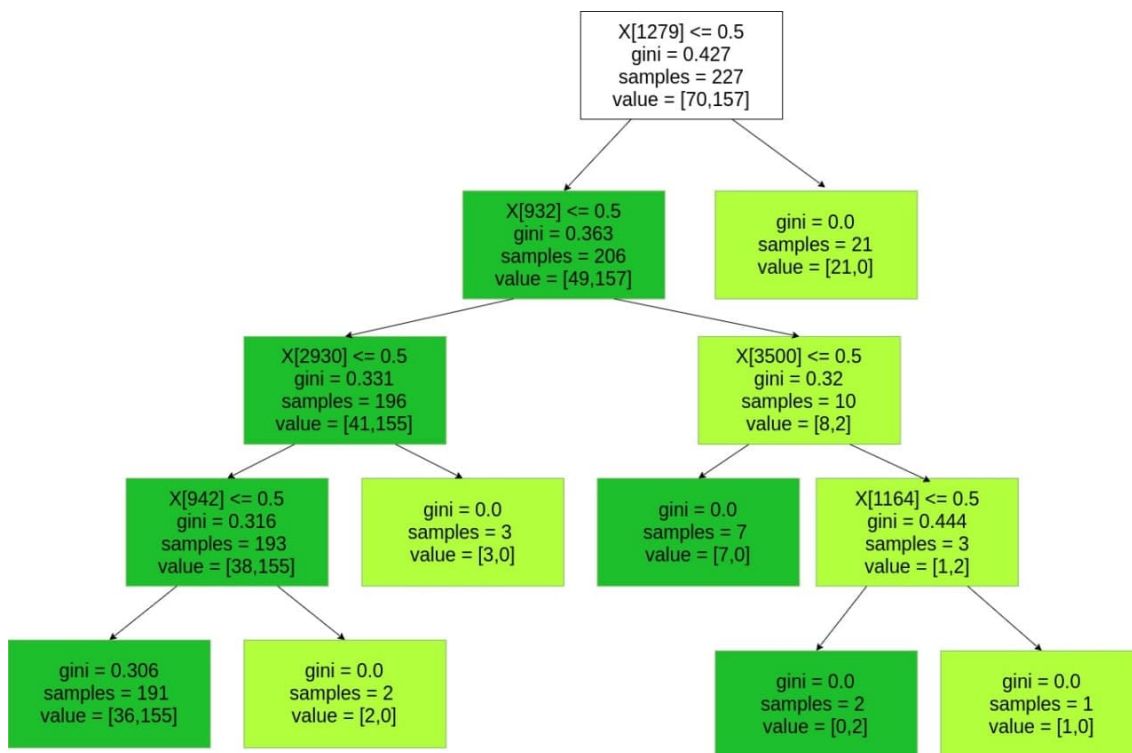 X[1279] <= 0.5
gini = 0.427
samples = 227
value = [70,157]
X[932] <= 0.5
gini = 0.363
samples = 206
value = [49,157]
gini = 0.0
samples = 21
value = [21,0]
X[2930] <= 0.5
gini = 0.331
samples = 196
value = [41,155]
X[3500] <= 0.5
gini = 0.32
samples = 10
value = [8,2]
X[942] <= 0.5
gini = 0.316
samples = 193
value = [38,155]
gini = 0.0
samples = 3
value = [3,0]
gini = 0.0
samples = 7
value = [7,0]
X[1164] <= 0.5
gini = 0.444
samples = 3
value = [1,2]
gini = 0.306
samples = 191
value = [36,155]
gini = 0.0
samples = 2
value = [2,0]
gini = 0.0
samples = 2
value = [0,2]
gini = 0.0
samples = 1
value = [1,0]